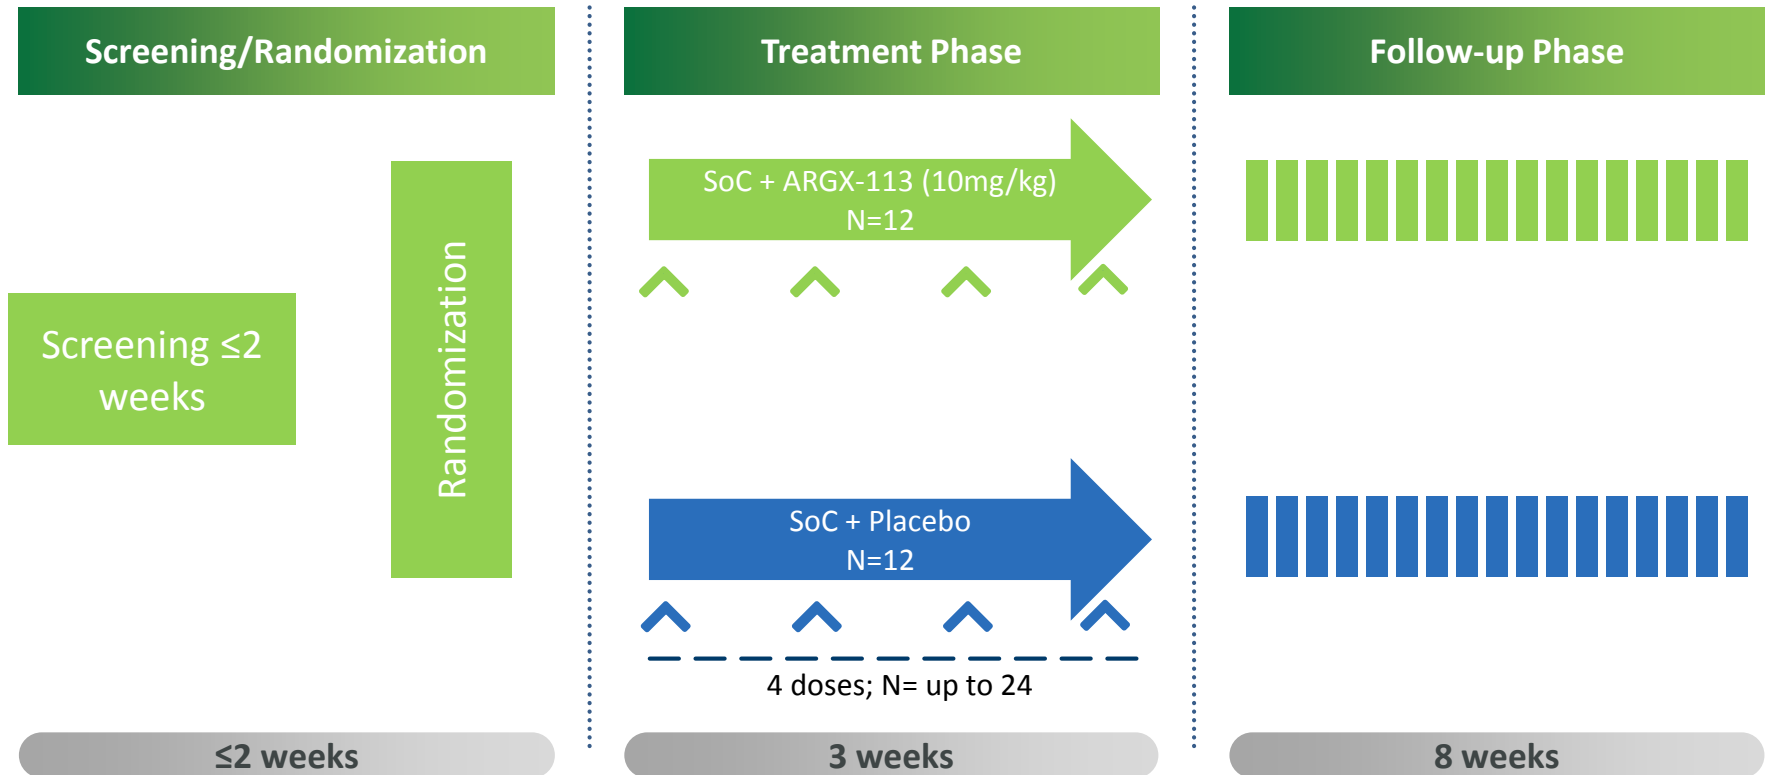 Screening/Randomization
Treatment Phase
Follow-up Phase
Screening ≤2
weeks
Randomization
SoC + ARGX-113 (10mg/kg)
N=12
SoC + Placebo
N=12
4 doses; N= up to 24
≤2 weeks
3 weeks
8 weeks